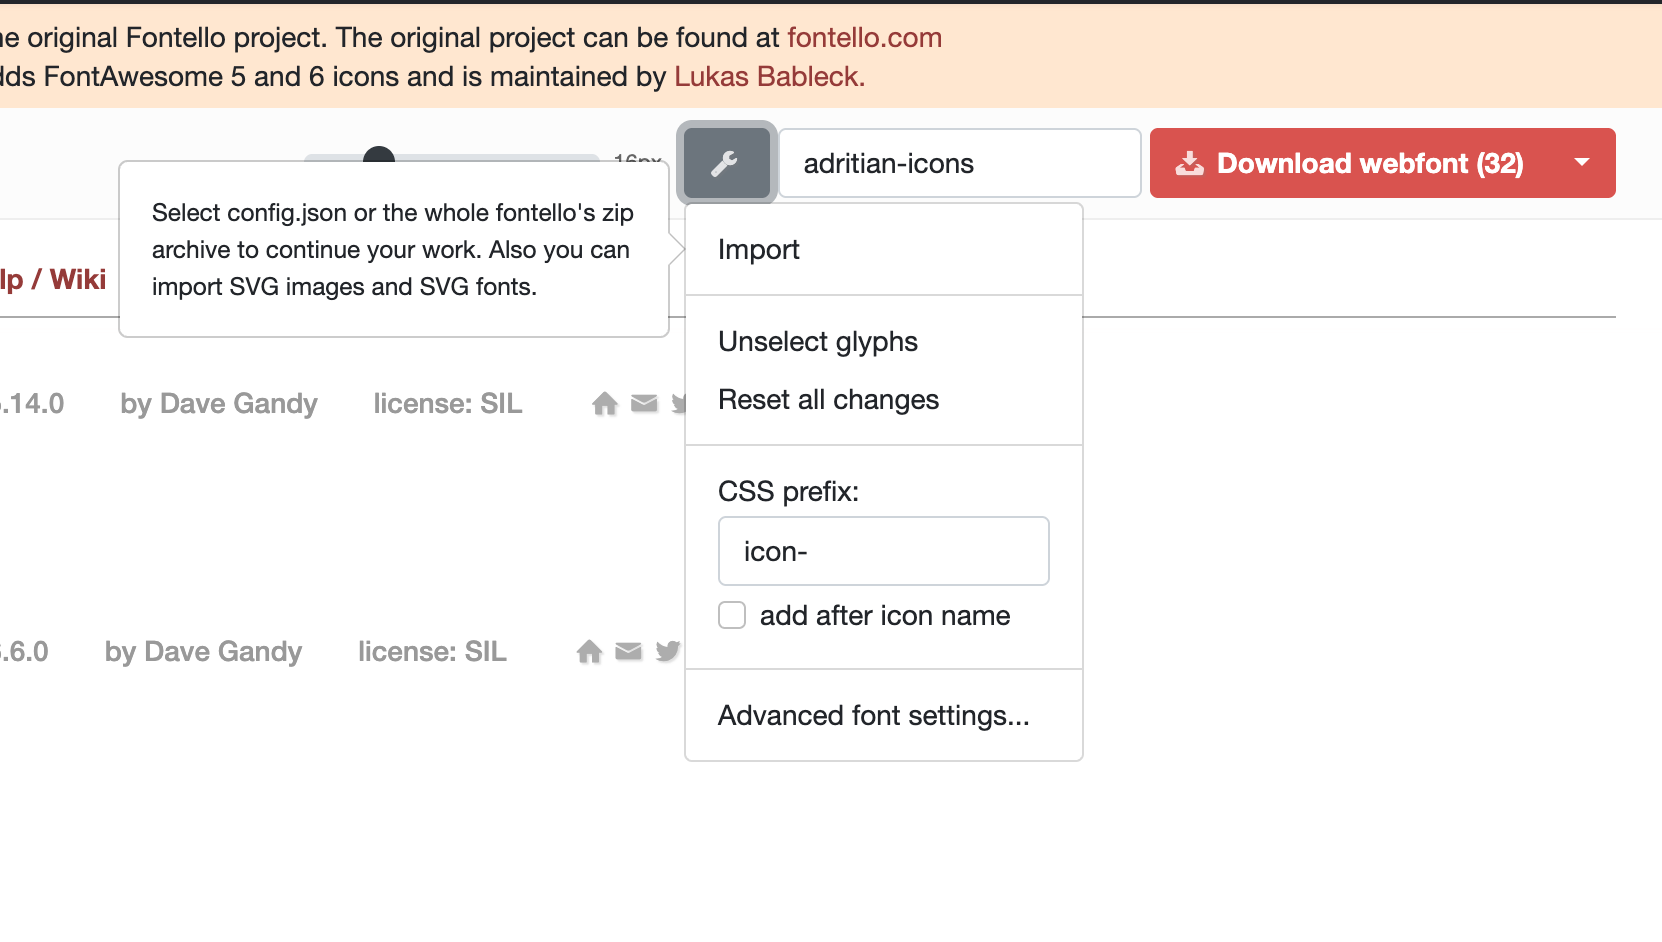 original Fontello project. The original project can be found at fontello.com
FontAwesome 5 and 6 icons and is maintained by Lukas Bableck.
16px
adritian-icons
Download webfont (32)
Select config.json or the whole fontello's zip
archive to continue your work. Also you can
import SVG images and SVG fonts.
/ Wiki
Import
Unselect glyphs
Reset all changes
.14.0 by Dave Gandy license: SIL
CSS prefix:
icon-
add after icon name
.6.0 by Dave Gandy license: SIL
Advanced font settings...